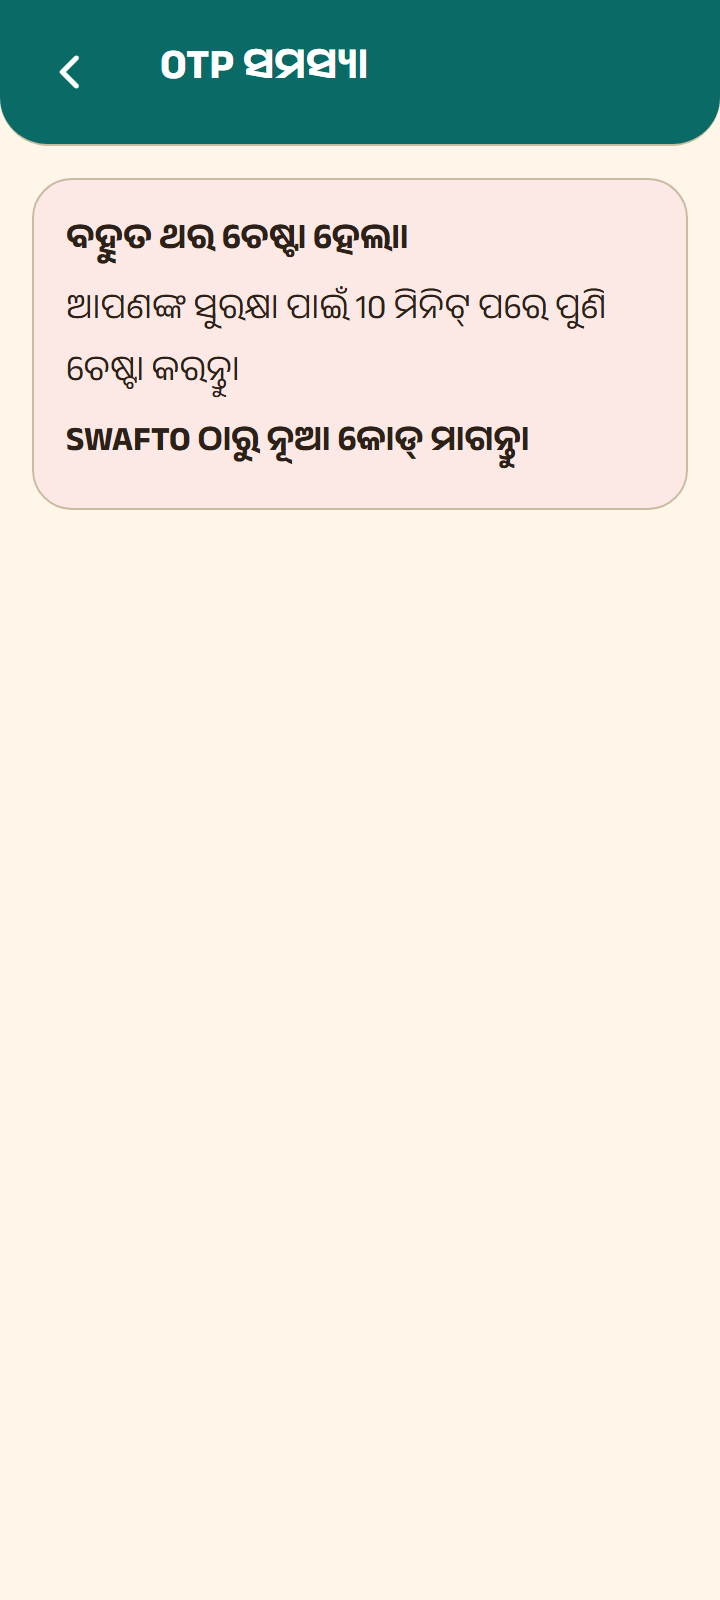 OTP ସମସ୍ୟା
ବହୁତ ଥର ଚେଷ୍ଟା ହେଲା।
ଆପଣଙ୍କ ସୁରକ୍ଷା ପାଇଁ 10 ମିନିଟ୍ ପରେ ପୁଣି
ଚେଷ୍ଟା କରନ୍ତୁ।
SWAFTO ଠାରୁ ନୂଆ କୋଡ୍ ମାଗନ୍ତୁ।